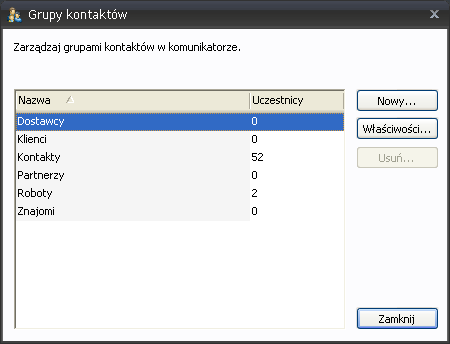 Grupy kontaktów
Zarządzaj grupami kontaktów w komunikatorze.
Nazwa Uczestnicy
Dostawcy 0
Klienci 0
Kontakty 52
Partnerzy 0
Roboty 2
Znajomi 0
Nowy...
Właściwości...
Usuń...
Zamknij